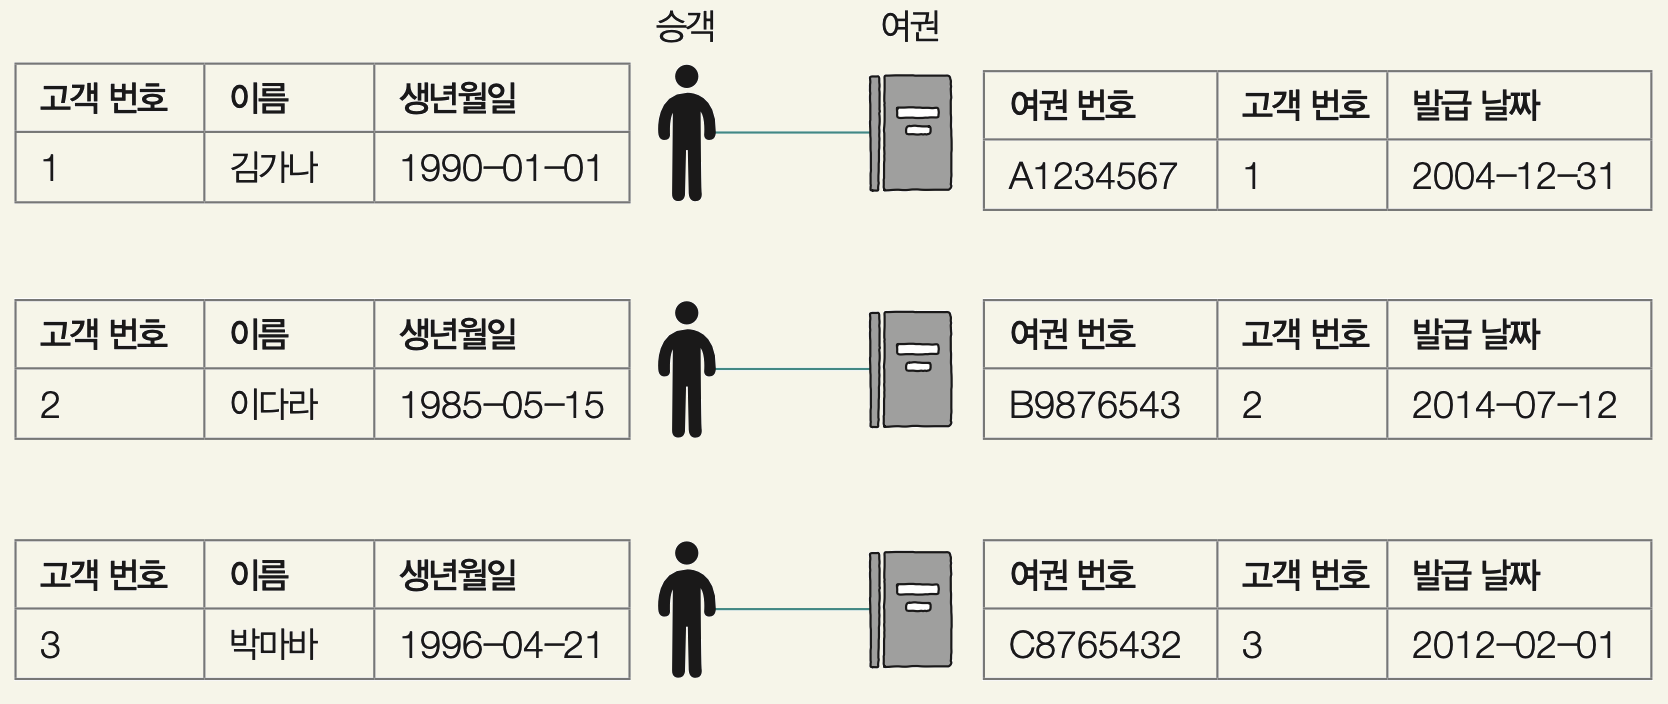 승객 여권
고객 번호 이름 생년월일
1 김가나 1990-01-01
여권 번호 고객 번호 발급 날짜
A1234567 1 2004-12-31
고객 번호 이름 생년월일
2 이다라 1985-05-15
여권 번호 고객 번호 발급 날짜
B9876543 2 2014-07-12
고객 번호 이름 생년월일
3 박마바 1996-04-21
여권 번호 고객 번호 발급 날짜
C8765432 3 2012-02-01